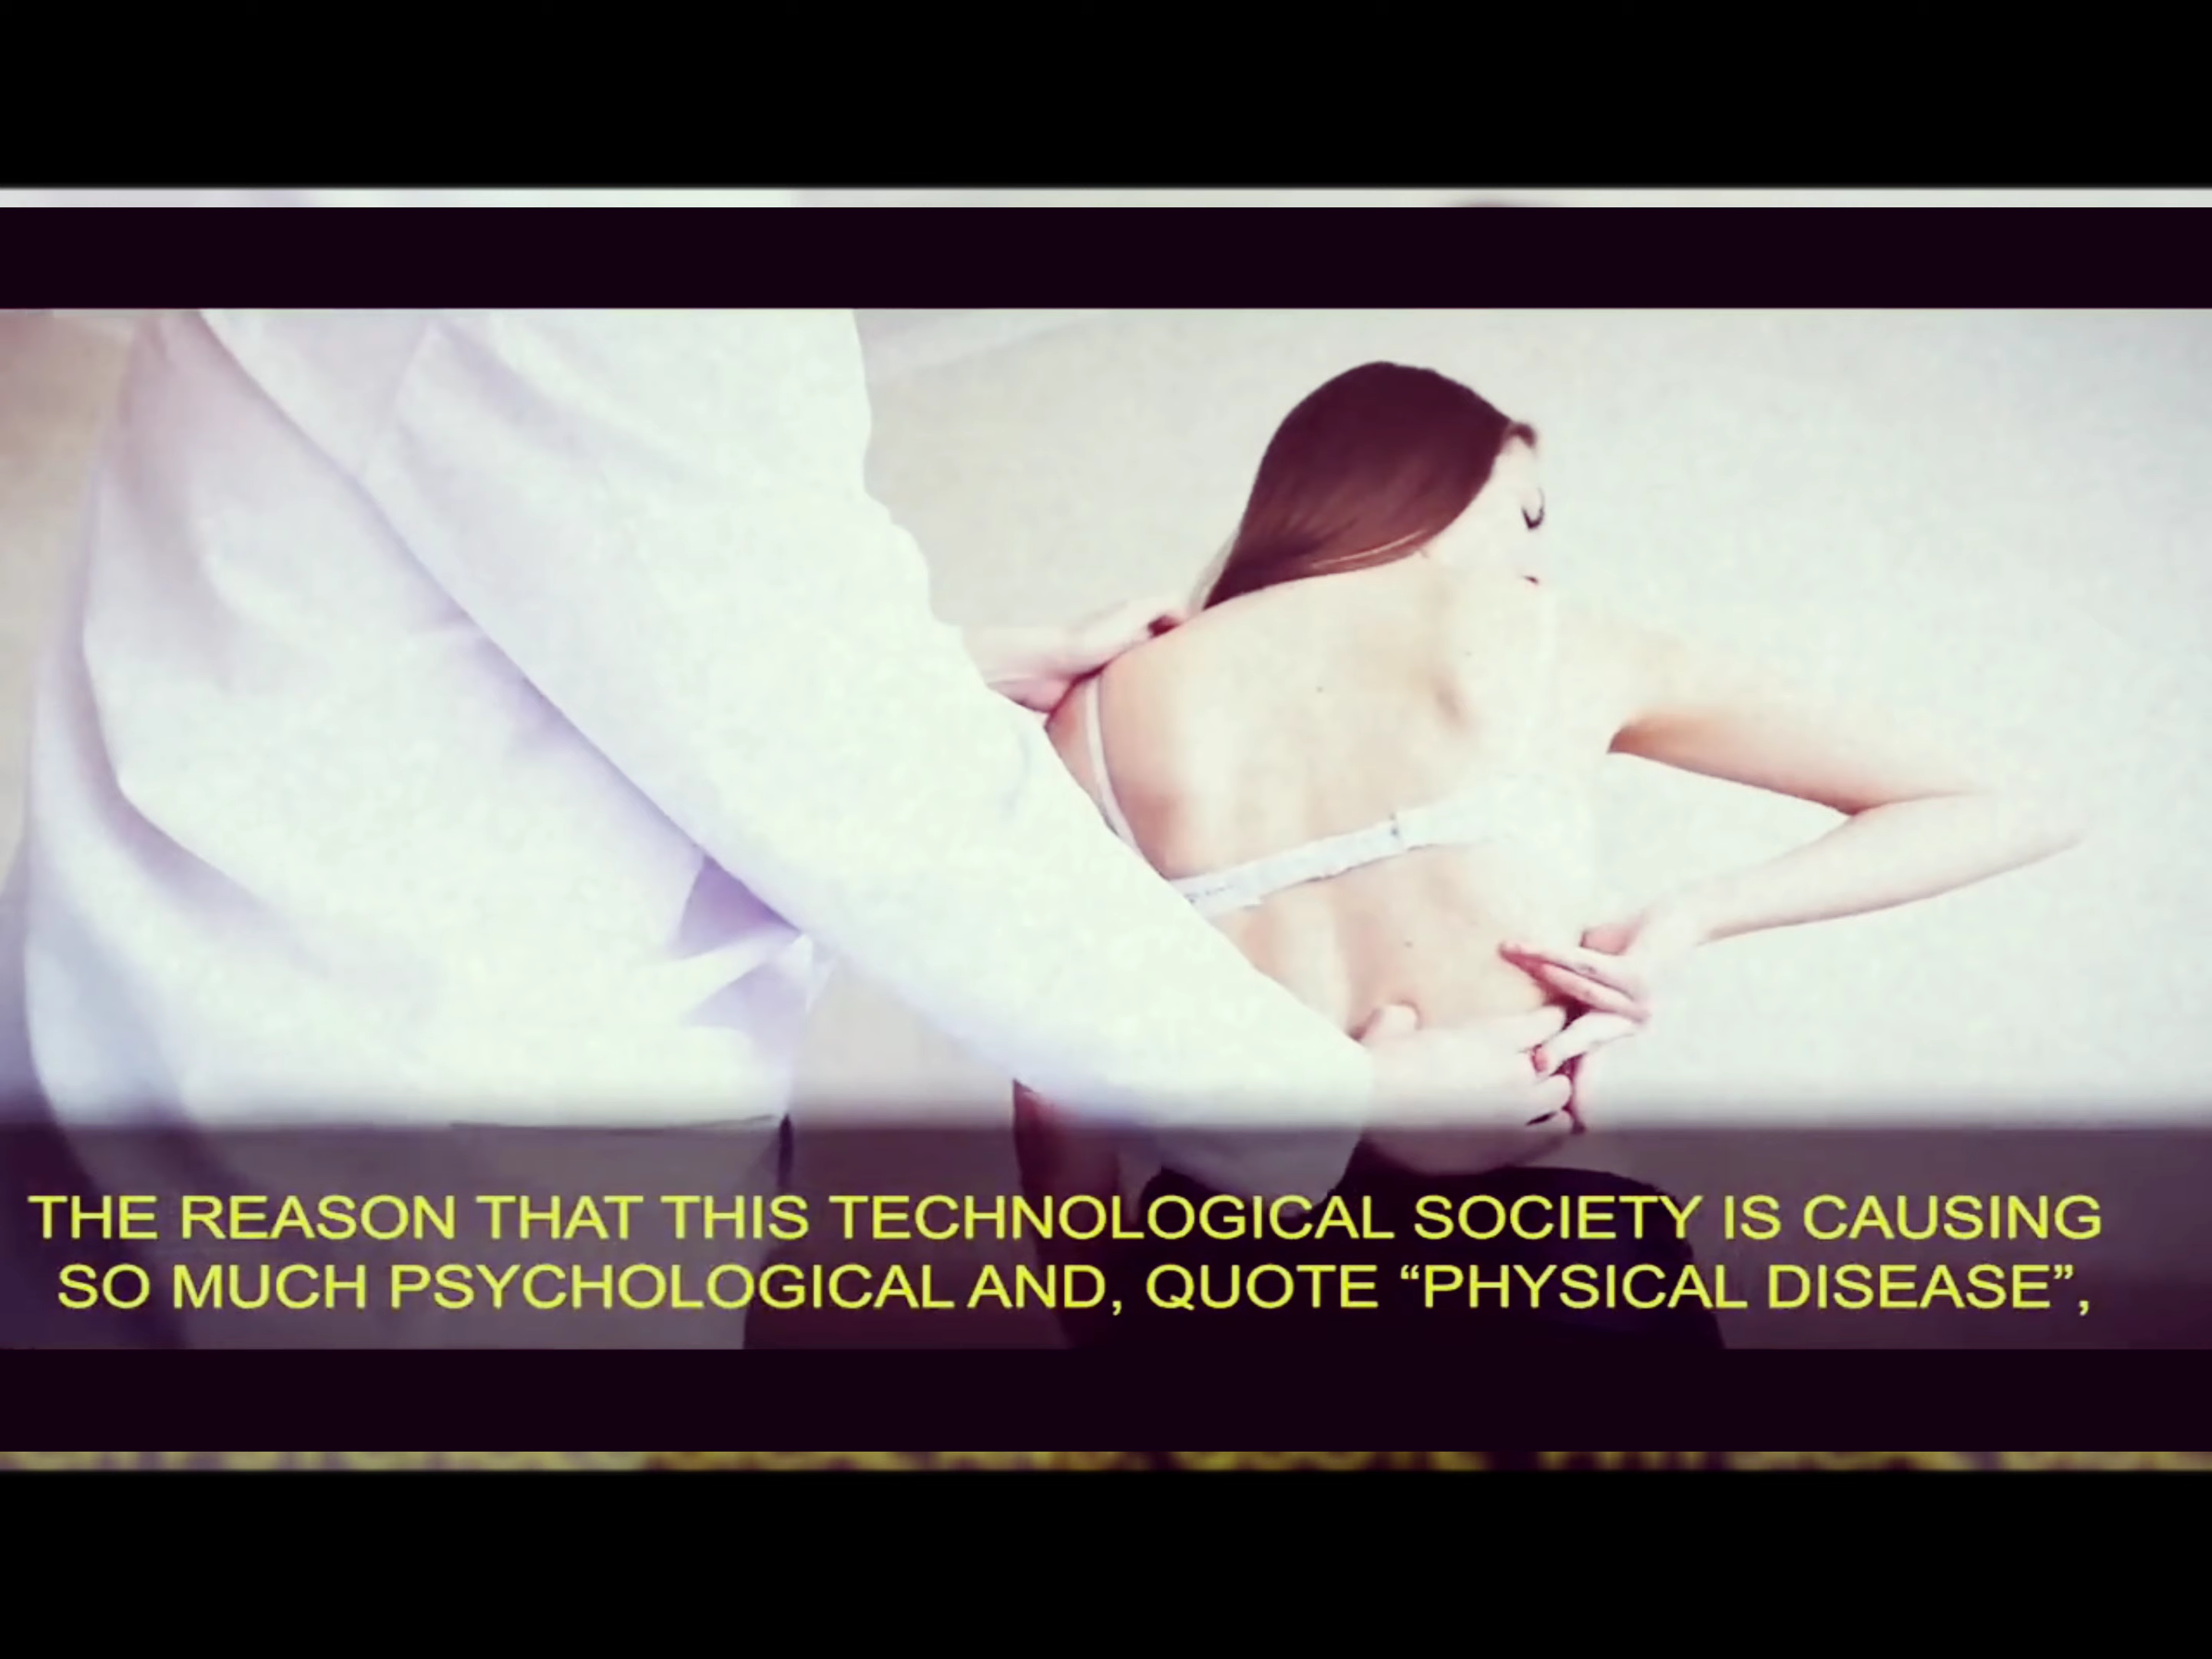 THE REASON THAT THIS TECHNOLOGICAL SOCIETY IS CAUSING
SO MUCH PSYCHOLOGICAL AND, QUOTE “PHYSICAL DISEASE”,